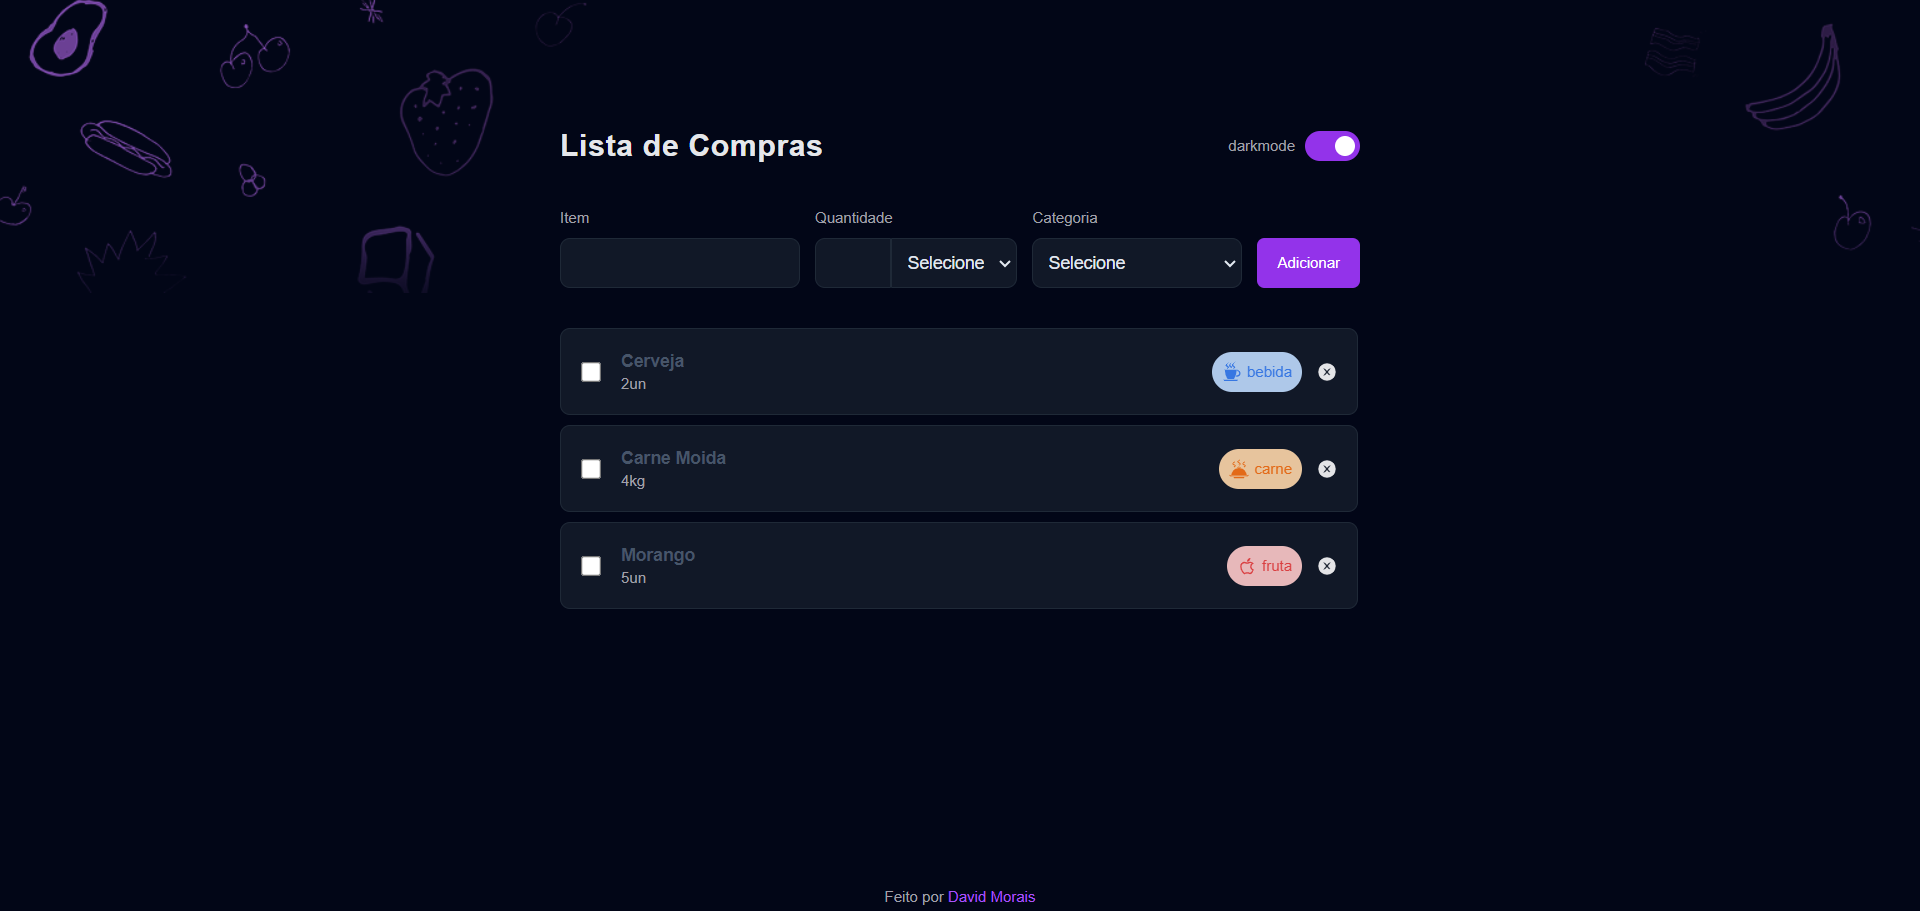 Lista de Compras
darkmode
Item
Quantidade
Categoria
Selecione
Selecione
Adicionar
Cerveja
2un
bebida
Carne Moida
4kg
carne
Morango
5un
fruta
Feito por David Morais